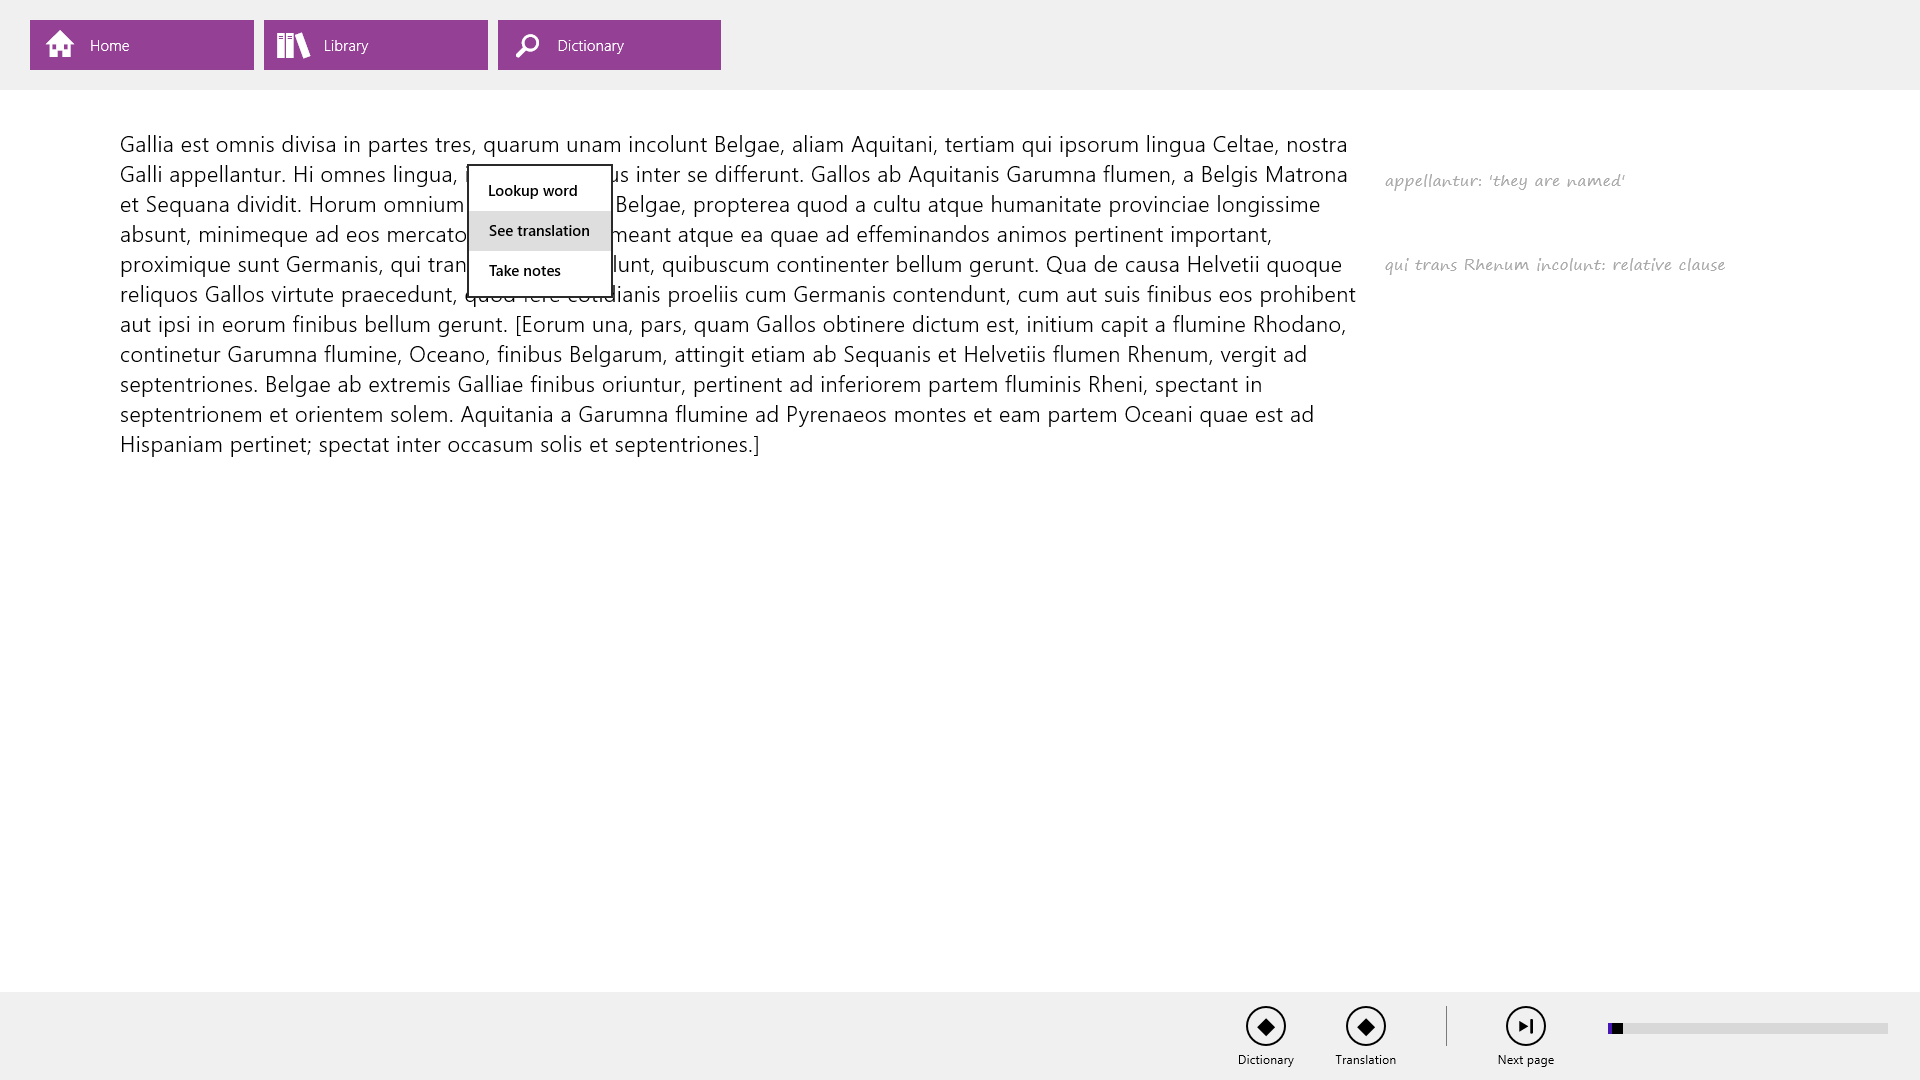 Home
Library
Dictionary
Gallia est omnis divisa in partes tres, quarum unam incolunt Belgae, aliam Aquitani, tertiam qui ipsorum lingua Celtae, nostra
Galli appellantur. Hi omnes lingua, inter se differunt. Gallos ab Aquitanis Garumna flumen, a Belgis Matrona
et Sequana dividit. Horum omnium Belgae, propterea quod a cultu atque humanitate provinciae longissime
absunt, minimeque ad eos atque ea quae ad effeminandos animos pertinent important,
proximique sunt Germanis, qui quibuscum continenter bellum gerunt. Qua de causa Helvetii quoque
reliquos Gallos virtute praecedunt, quod fere cotidianis proeliis cum Germanis contendunt, cum aut suis finibus eos prohibent
aut ipsi in eorum finibus bellum gerunt. [Eorum una, pars, quam Gallos obtinere dictum est, initium capit a flumine Rhodano,
continetur Garumna flumine, Oceano, finibus Belgarum, attingit etiam ab Sequanis et Helvetiis flumen Rhenum, vergit ad
septentriones. Belgae ab extremis Galliae finibus oriuntur, pertinent ad inferiorem partem fluminis Rheni, spectant in
septentrionem et orientem solem. Aquitania a Garumna flumine ad Pyrenaeos montes et eam partem Oceani quae est ad
Hispaniam pertinet; spectat inter occasum solis et septentriones.]
Lookup word
See translation
Take notes
appellantur: 'they are named'
qui trans Rhenum incolunt: relative clause
Dictionary
Translation
Next page